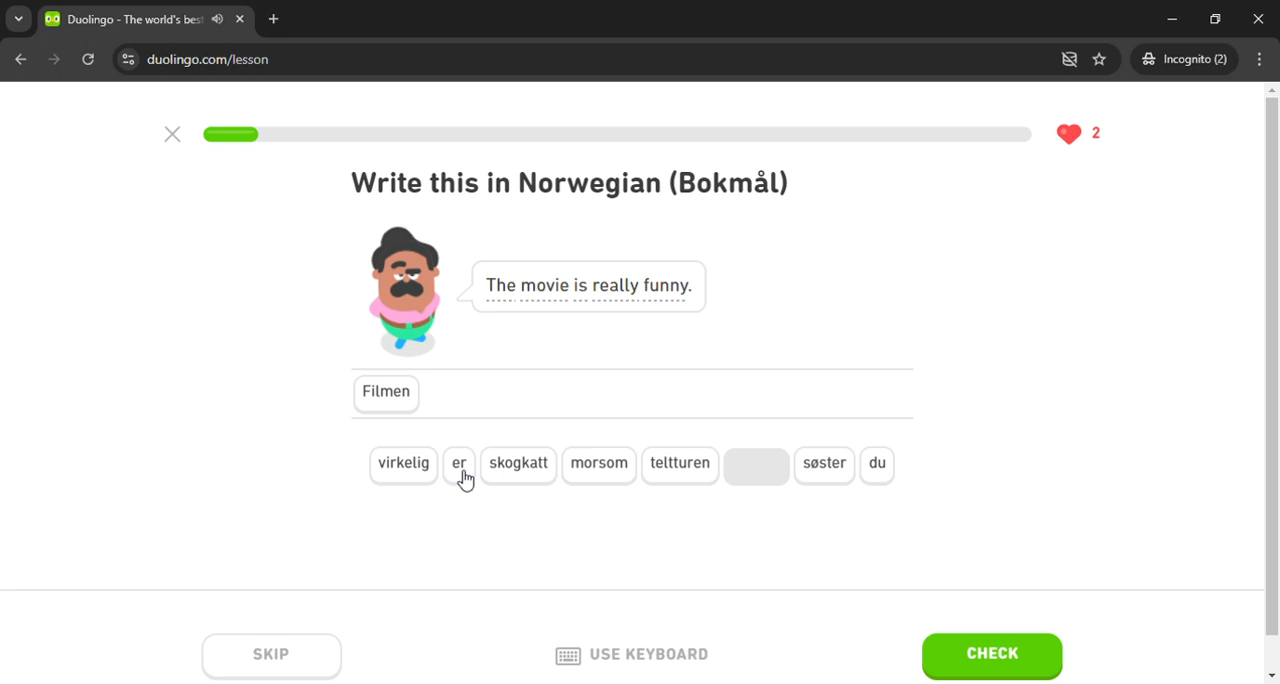 Duolingo - The world's bes
duolingo.com/lesson
Incognito (2)
2
Write this in Norwegian (Bokmål)
The movie is really funny.
Filmen
virkelig er skogkatt morsom teltturen søster du
SKIP USE KEYBOARD CHECK